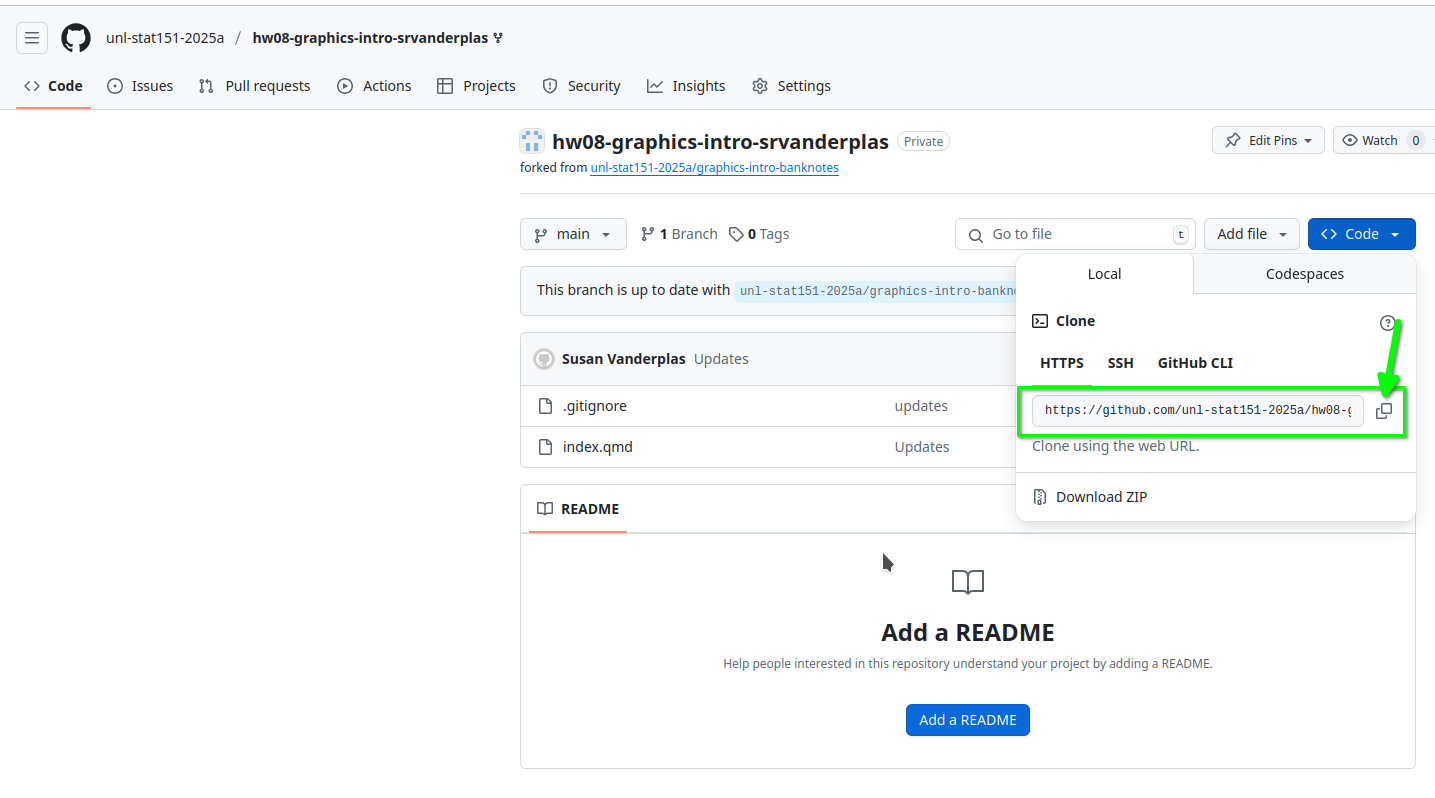 unl-stat151-2025a / hw08-graphics-intro-srvanderplas
Code Issues Pull requests Actions Projects Security Insights Settings
hw08-graphics-intro-srvanderplas Private Edit Pins Watch 0
forked from unl-stat151-2025a/graphics-intro-banknotes
main 1 Branch 0 Tags Go to file t Add file Code
Local Codespaces
This branch is up to date with unl-stat151-2025a/graphics-intro-bankno
Clone
Susan Vanderplas Updates
HTTPS SSH GitHub CLI
.gitignore updates
https://github.com/unl-stat151-2025a/hw08-g
index.qmd Updates
Clone using the web URL.
Download ZIP
README
Add a README
Help people interested in this repository understand your project by adding a README.
Add a README